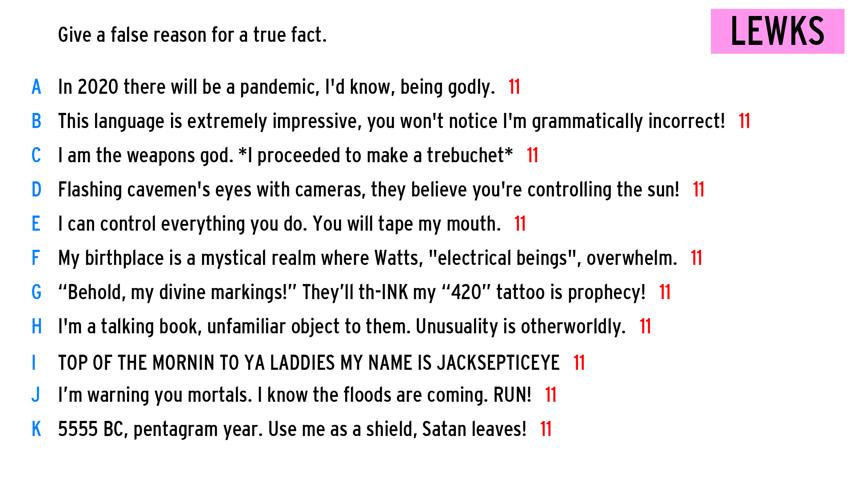 Give a false reason for a true fact.
LEWKS
A In 2020 there will be a pandemic, I'd know, being godly. 11
B This language is extremely impressive, you won't notice I'm grammatically incorrect! 11
C I am the weapons god. *I proceeded to make a trebuchet* 11
D Flashing cavemen's eyes with cameras, they believe you're controlling the sun! 11
E I can control everything you do. You will tape my mouth. 11
F My birthplace is a mystical realm where Watts, "electrical beings", overwhelm. 11
G “Behold, my divine markings!” They’ll th-INK my “420” tattoo is prophecy! 11
H I'm a talking book, unfamiliar object to them. Unusuality is otherworldly. 11
I TOP OF THE MORNIN TO YA LADDIES MY NAME IS JACKSEPTICEYE 11
J I’m warning you mortals. I know the floods are coming. RUN! 11
K 5555 BC, pentagram year. Use me as a shield, Satan leaves! 11